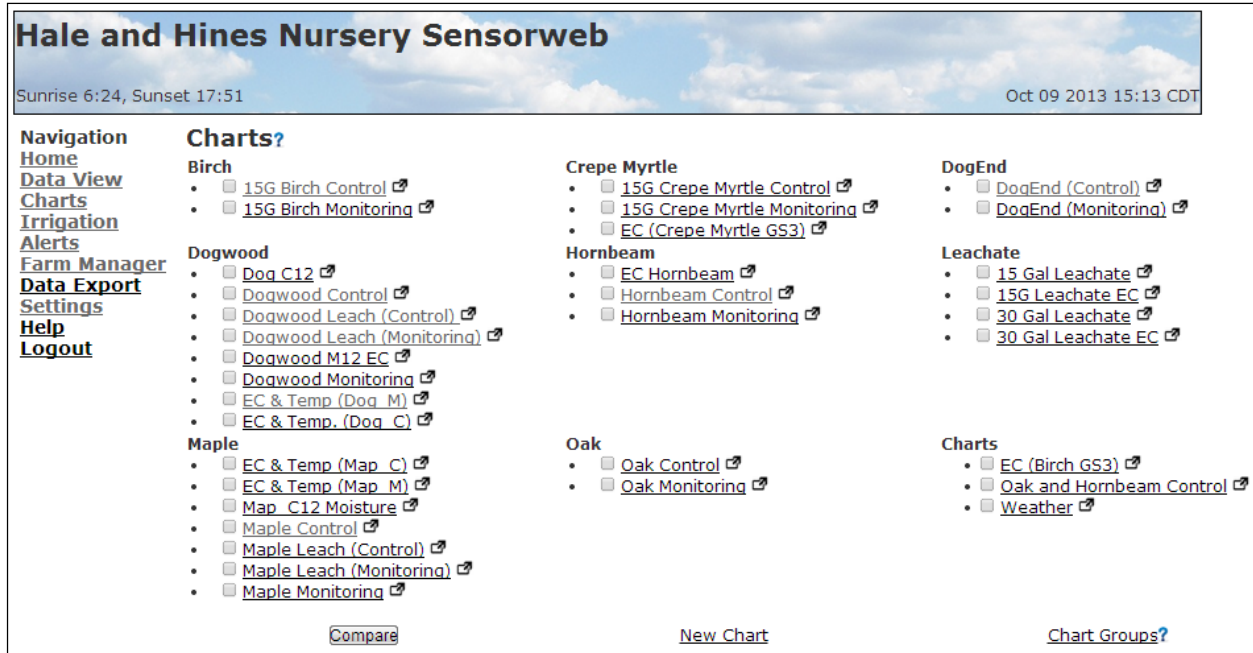 Hale and Hines Nursery Sensorweb
Sunrise 6:24, Sunset 17:51
Oct 09 2013 15:13 CDT
Navigation
Home
Data View
Charts
Irrigation
Alerts
Farm Manager
Data Export
Settings
Help
Logout
Charts?
Birch
15G Birch Control
15G Birch Monitoring
Crepe Myrtle
15G Crepe Myrtle Control
15G Crepe Myrtle Monitoring
EC (Crepe Myrtle GS3)
DogEnd
DogEnd (Control)
DogEnd (Monitoring)
Dogwood
Dog C12
Dogwood Control
Dogwood Leach (Control)
Dogwood Leach (Monitoring)
Dogwood M12 EC
Dogwood Monitoring
EC & Temp (Dog_M)
EC & Temp. (Dog_C)
Hornbeam
EC Hornbeam
Hornbeam Control
Hornbeam Monitoring
Leachate
15 Gal Leachate
15G Leachate EC
30 Gal Leachate
30 Gal Leachate EC
Maple
EC & Temp (Map_C)
EC & Temp (Map_M)
Map_C12 Moisture
Maple Control
Maple Leach (Control)
Maple Leach (Monitoring)
Maple Monitoring
Oak
Oak Control
Oak Monitoring
Charts
EC (Birch GS3)
Oak and Hornbeam Control
Weather
Compare
New Chart
Chart Groups?